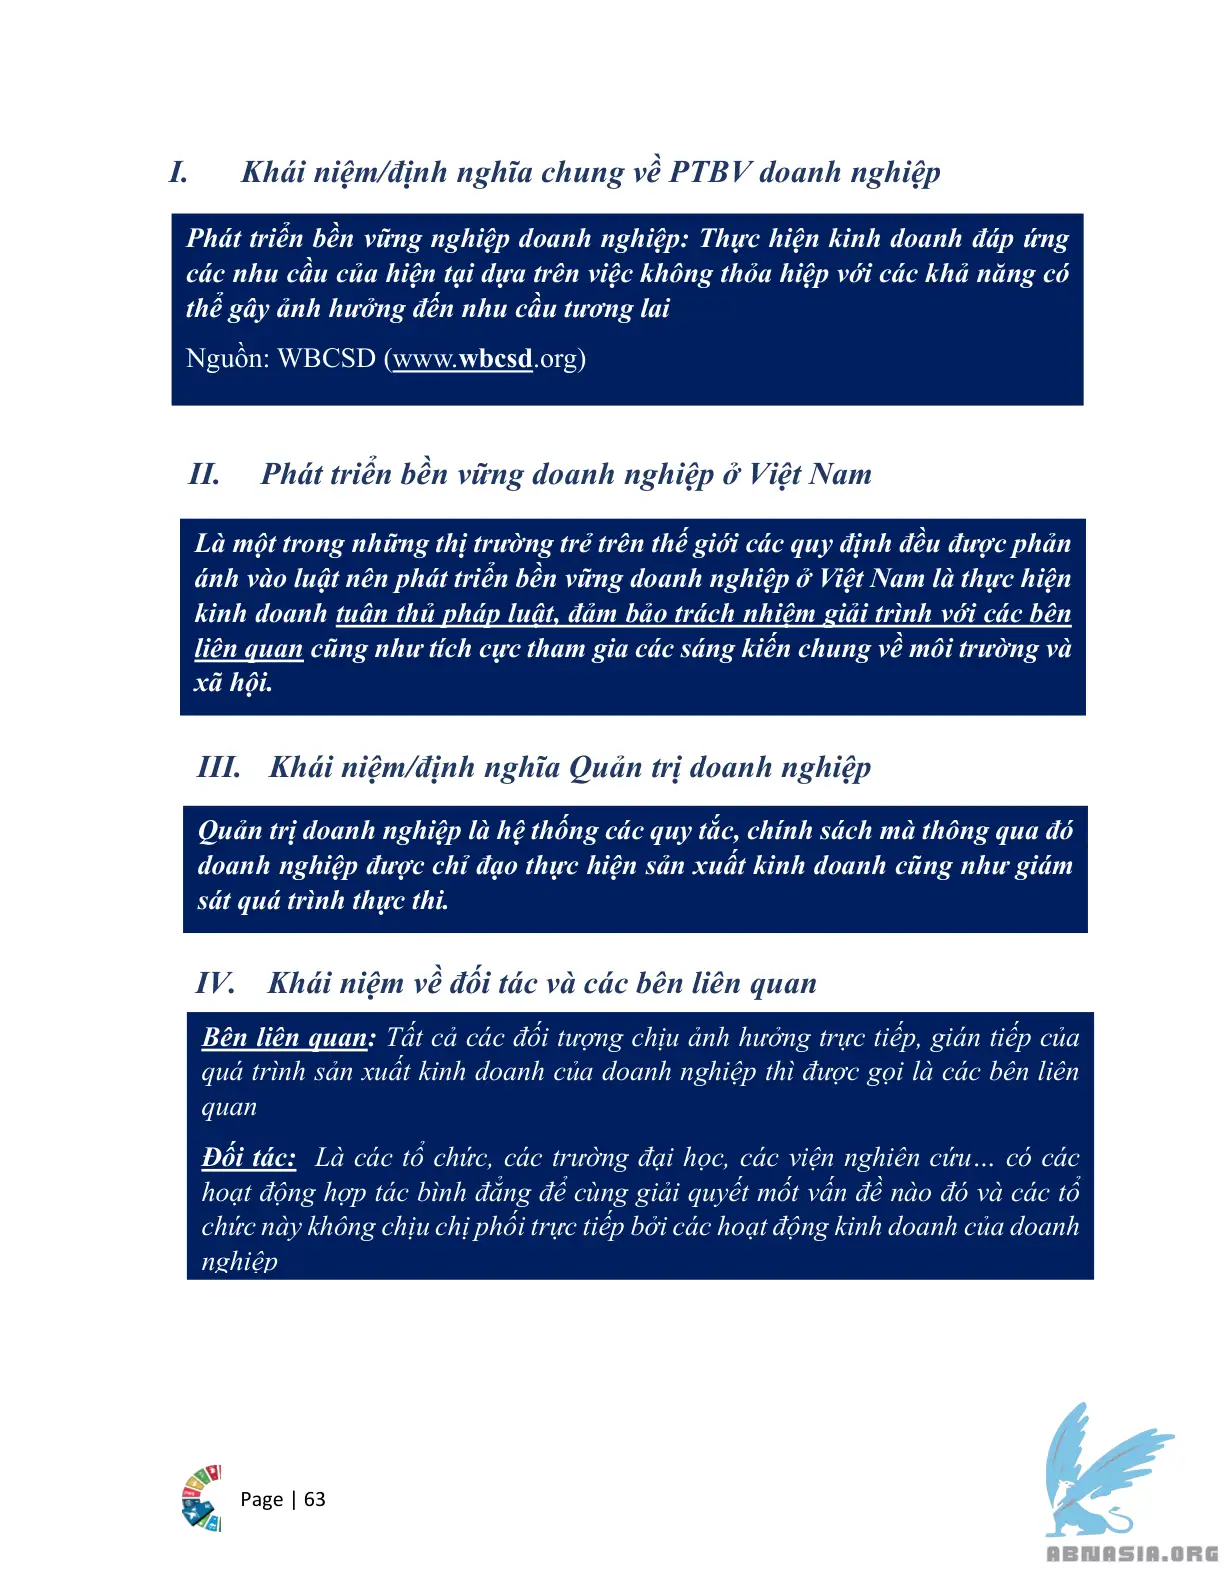 I. Khái niệm/định nghĩa chung về PTBV doanh nghiệp
Phát triển bền vững nghiệp doanh nghiệp: Thực hiện kinh doanh đáp ứng
các nhu cầu của hiện tại dựa trên việc không thỏa hiệp với các khả năng có
thể gây ảnh hưởng đến nhu cầu tương lai
Nguồn: WBCSD (www.wbcsd.org)
II. Phát triển bền vững doanh nghiệp ở Việt Nam
Là một trong những thị trường trẻ trên thế giới các quy định đều được phản
ánh vào luật nên phát triển bền vững doanh nghiệp ở Việt Nam là thực hiện
kinh doanh tuân thủ pháp luật, đảm bảo trách nhiệm giải trình với các bên
liên quan cũng như tích cực tham gia các sáng kiến chung về môi trường và
xã hội.
III. Khái niệm/định nghĩa Quản trị doanh nghiệp
Quản trị doanh nghiệp là hệ thống các quy tắc, chính sách mà thông qua đó
doanh nghiệp được chỉ đạo thực hiện sản xuất kinh doanh cũng như giám
sát quá trình thực thi.
IV. Khái niệm về đối tác và các bên liên quan
Bên liên quan: Tất cả các đối tượng chịu ảnh hưởng trực tiếp, gián tiếp của
quá trình sản xuất kinh doanh của doanh nghiệp thì được gọi là các bên liên
quan
Đối tác: Là các tổ chức, các trường đại học, các viện nghiên cứu… có các
hoạt động hợp tác bình đẳng để cùng giải quyết mốt vấn đề nào đó và các tổ
chức này không chịu chị phối trực tiếp bởi các hoạt động kinh doanh của doanh
nghiệp
Page | 63
ABNASIA.ORG